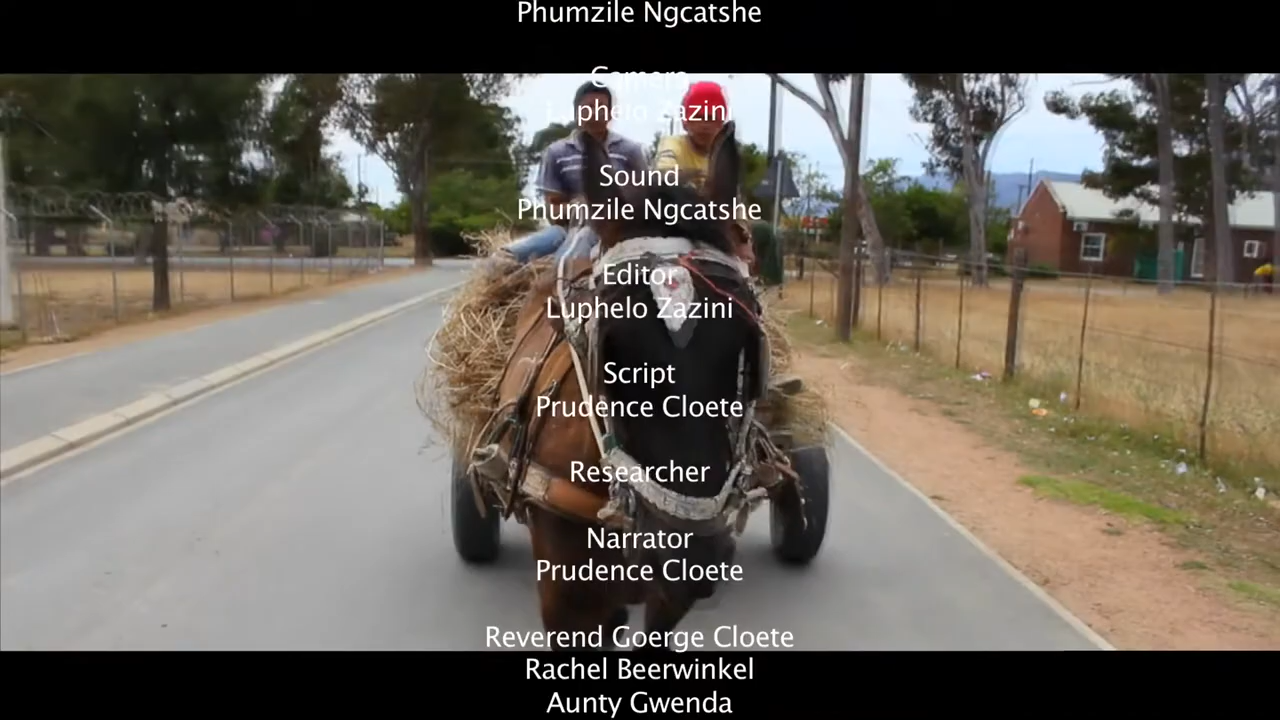 Phumzile Ngcatshe
Camera
Luphelo Zazini
Sound
Phumzile Ngcatshe
Editor
Luphelo Zazini
Script
Prudence Cloete
Researcher
Narrator
Prudence Cloete
Reverend Goerge Cloete
Rachel Beerwinkel
Aunty Gwenda